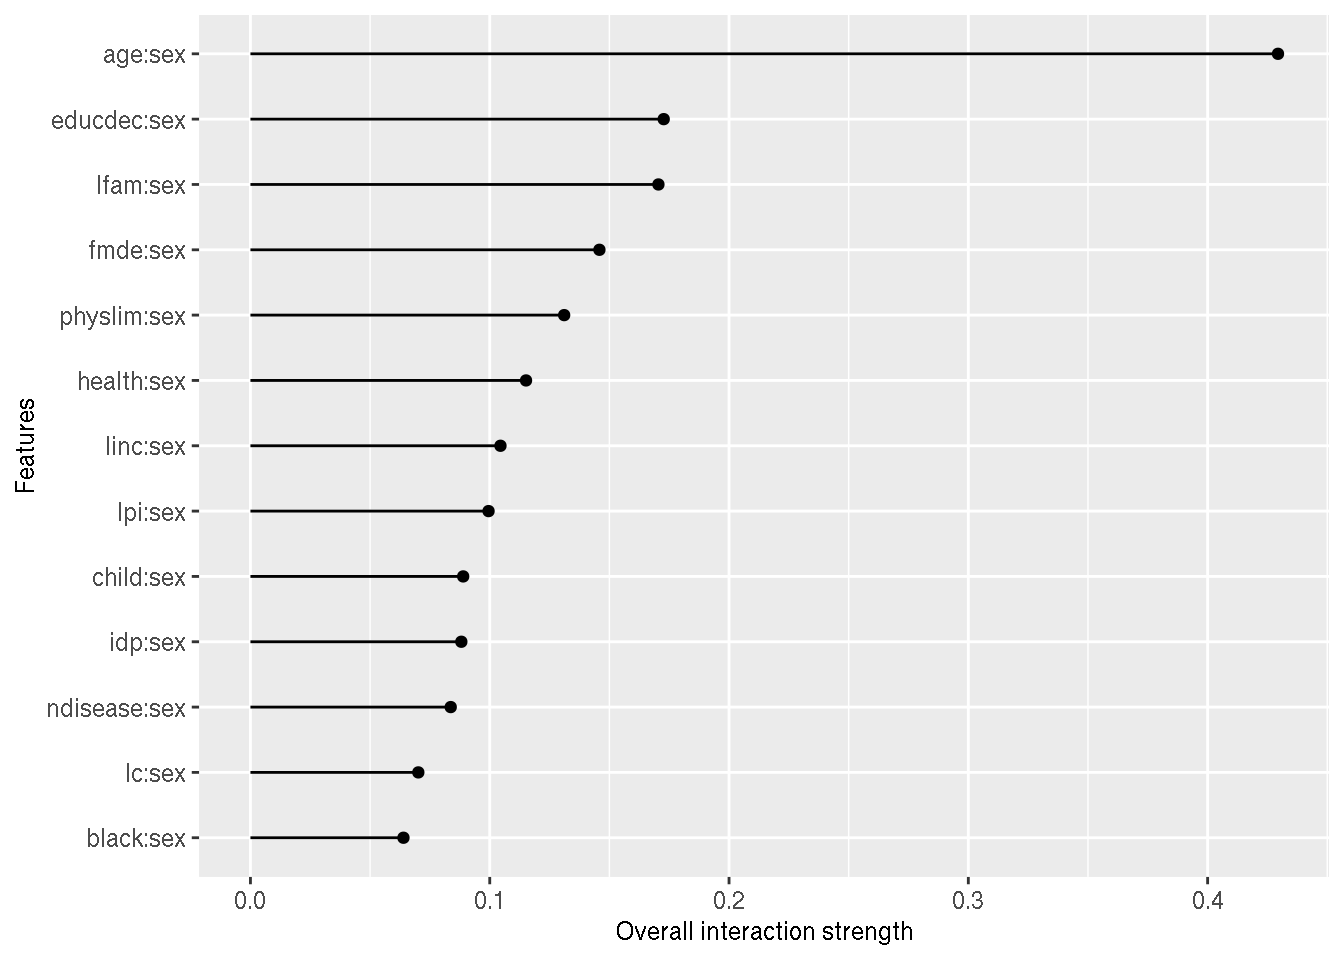 age:sex
educdec:sex
lfam:sex
fmde:sex
physlim:sex
health:sex
linc:sex
lpi:sex
child:sex
idp:sex
ndisease:sex
lc:sex
black:sex
Features
0.0 0.1 0.2 0.3 0.4
Overall interaction strength